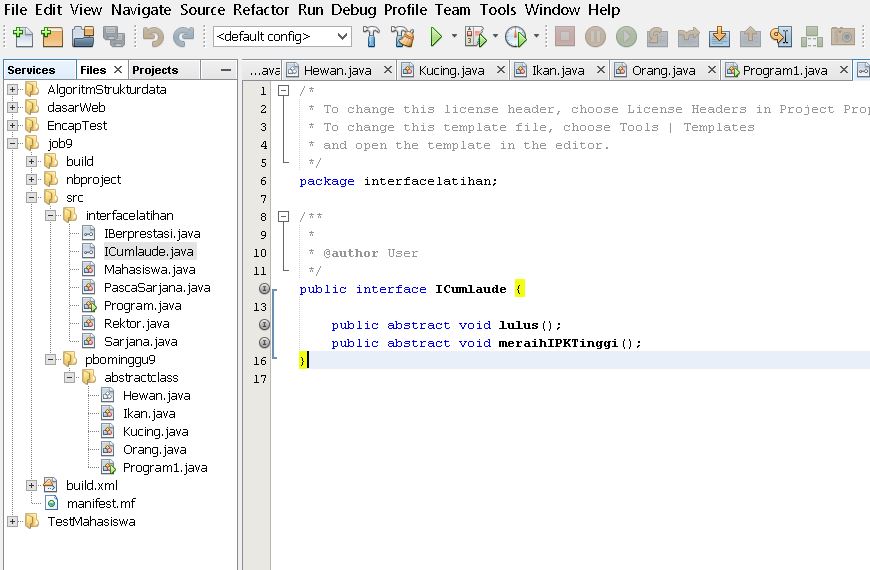 File Edit View Navigate Source Refactor Run Debug Profile Team Tools Window Help
<default config>
Services Files Projects
...ava Hewan.java Kucing.java Ikan.java Orang.java Program1.java
AlgoritmStrukturdata
dasarWeb
EncapTest
job9
build
nbproject
src
interfacelatihan
IBerprestasi.java
ICumlaude.java
Mahasiswa.java
PascaSarjana.java
Program.java
Rektor.java
Sarjana.java
pbominggu9
abstractclass
Hewan.java
Ikan.java
Kucing.java
Orang.java
Program1.java
build.xml
manifest.mf
TestMahasiswa
1 /*
2 * To change this license header, choose License Headers in Project Prop
3 * To change this template file, choose Tools | Templates
4 * and open the template in the editor.
5 */
6 package interfacelatihan;
7
8 /**
9 *
10 * @author User
11 */
public interface ICumlaude {
13
public abstract void lulus();
public abstract void meraihIPKTinggi();
16 }
17